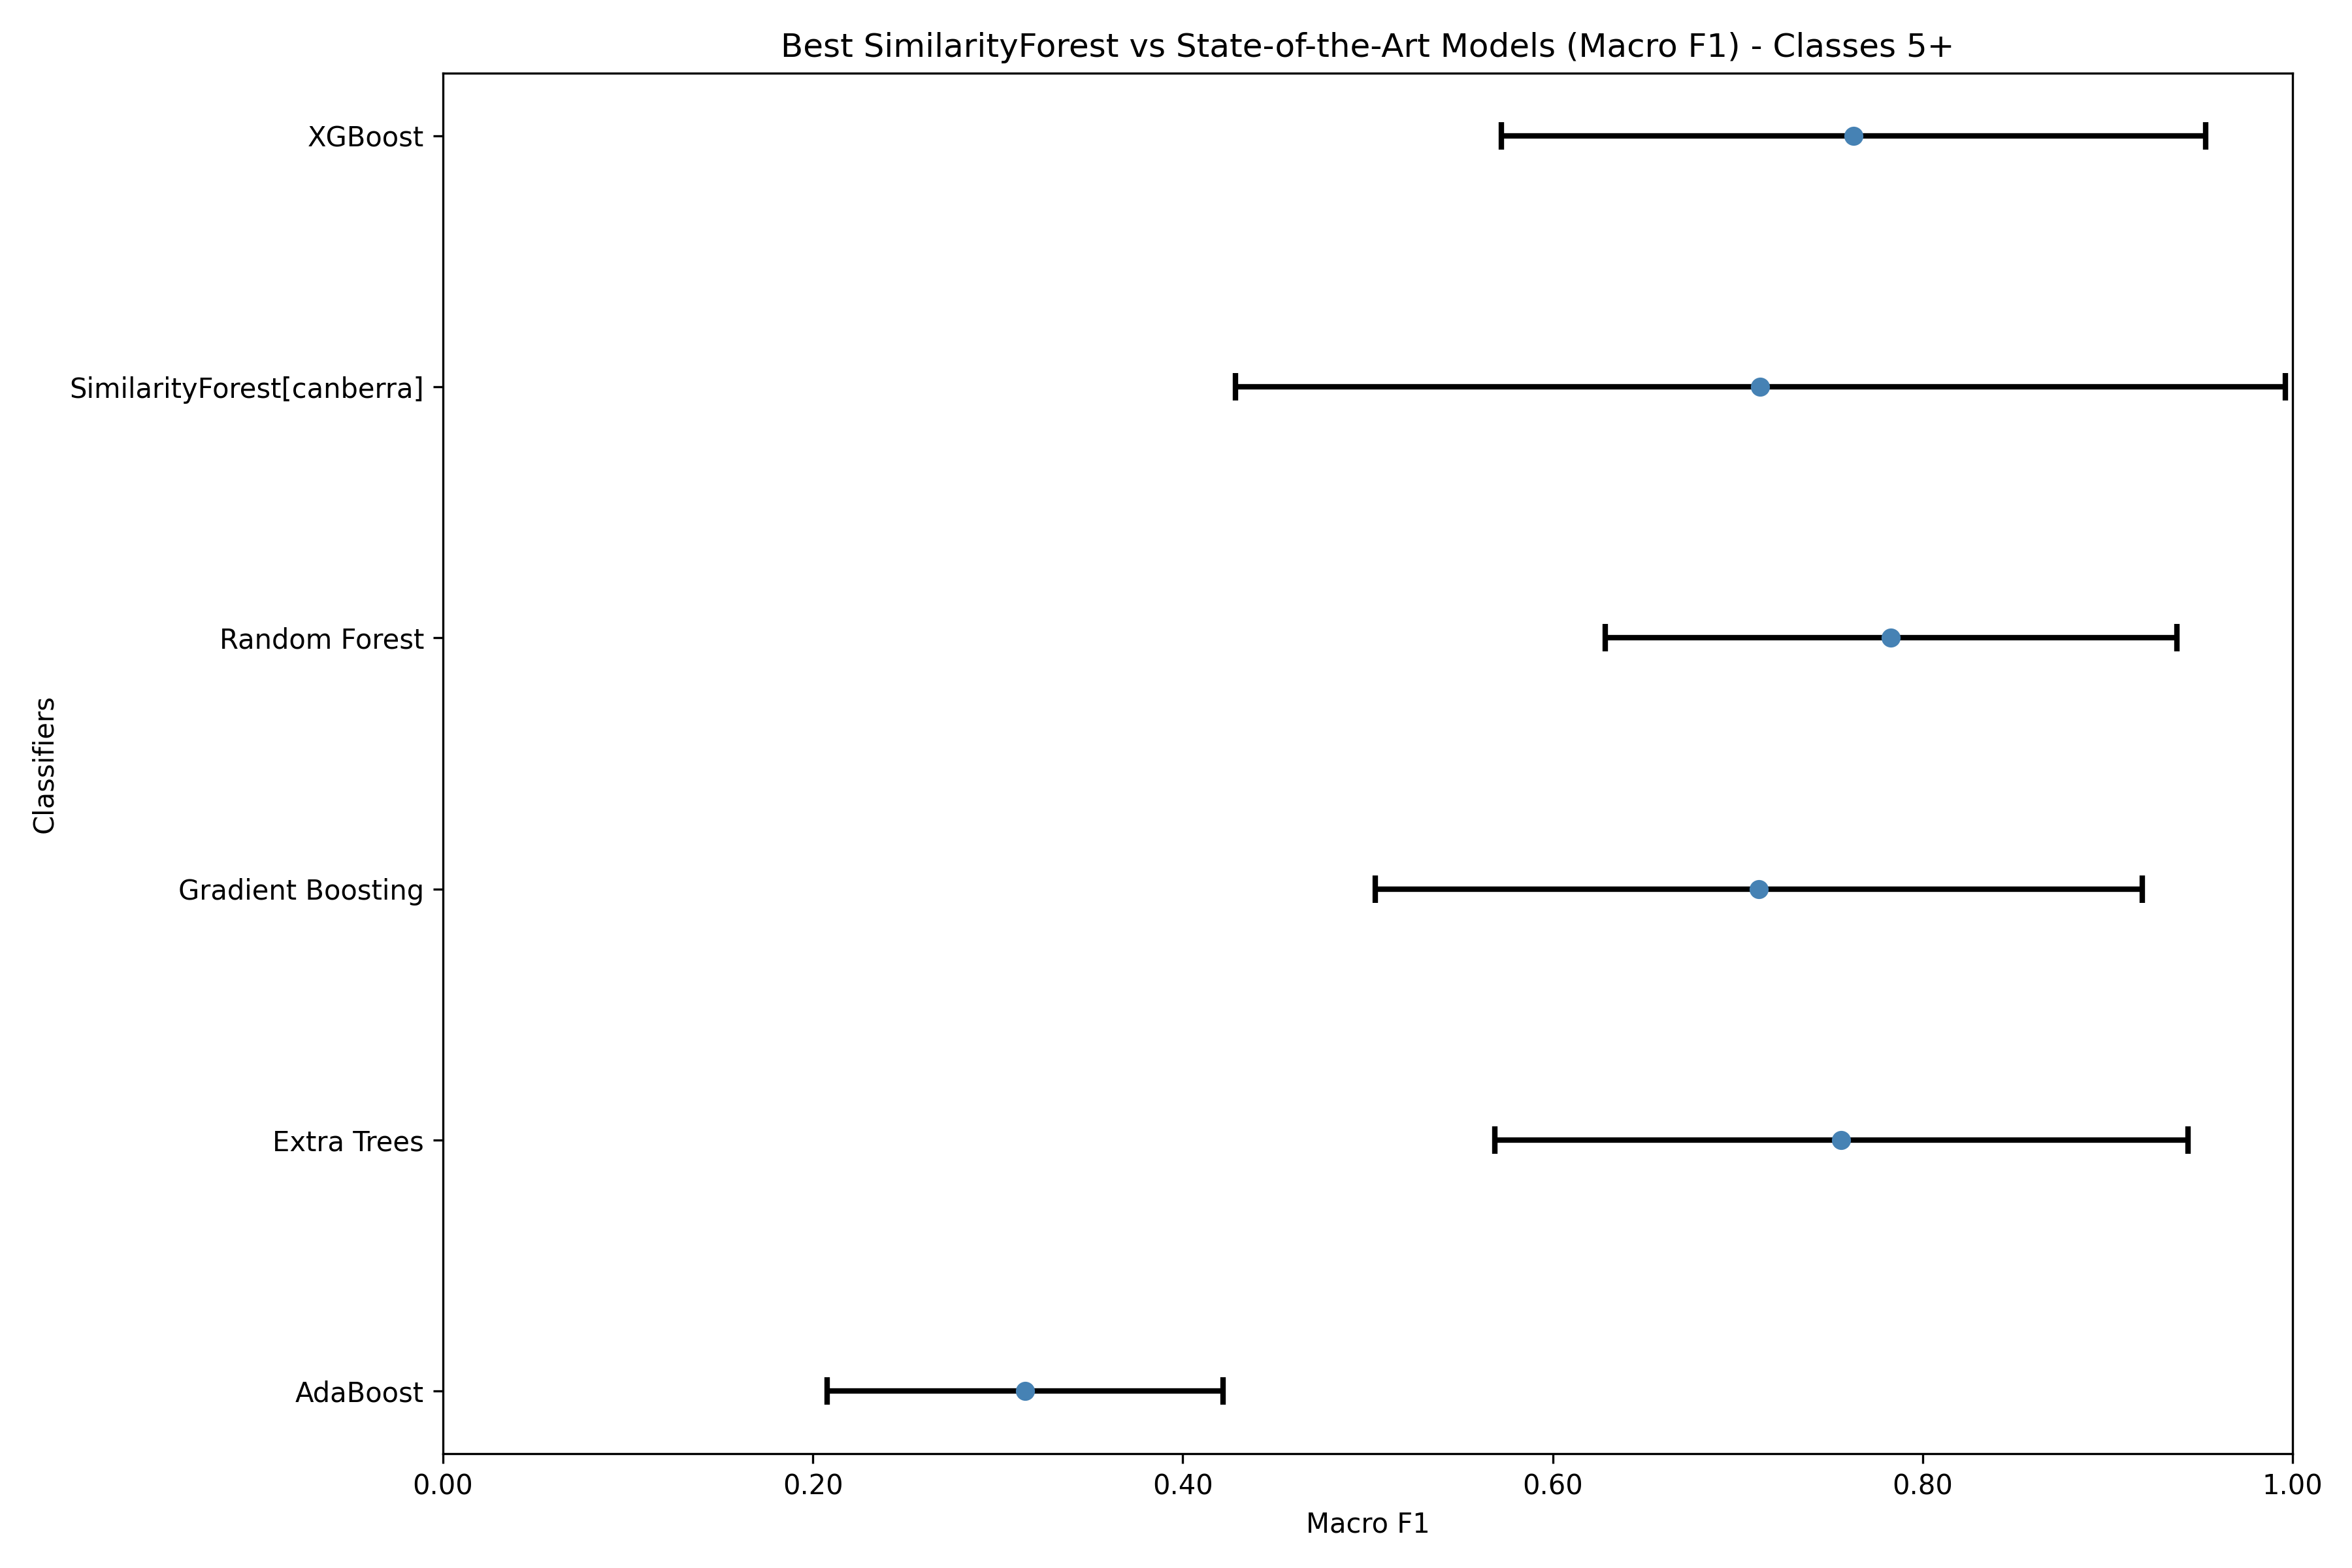 Best SimilarityForest vs State-of-the-Art Models (Macro F1) - Classes 5+
XGBoost
SimilarityForest[canberra]
Random Forest
Gradient Boosting
Extra Trees
AdaBoost
Classifiers
0.00 0.20 0.40 0.60 0.80 1.00
Macro F1